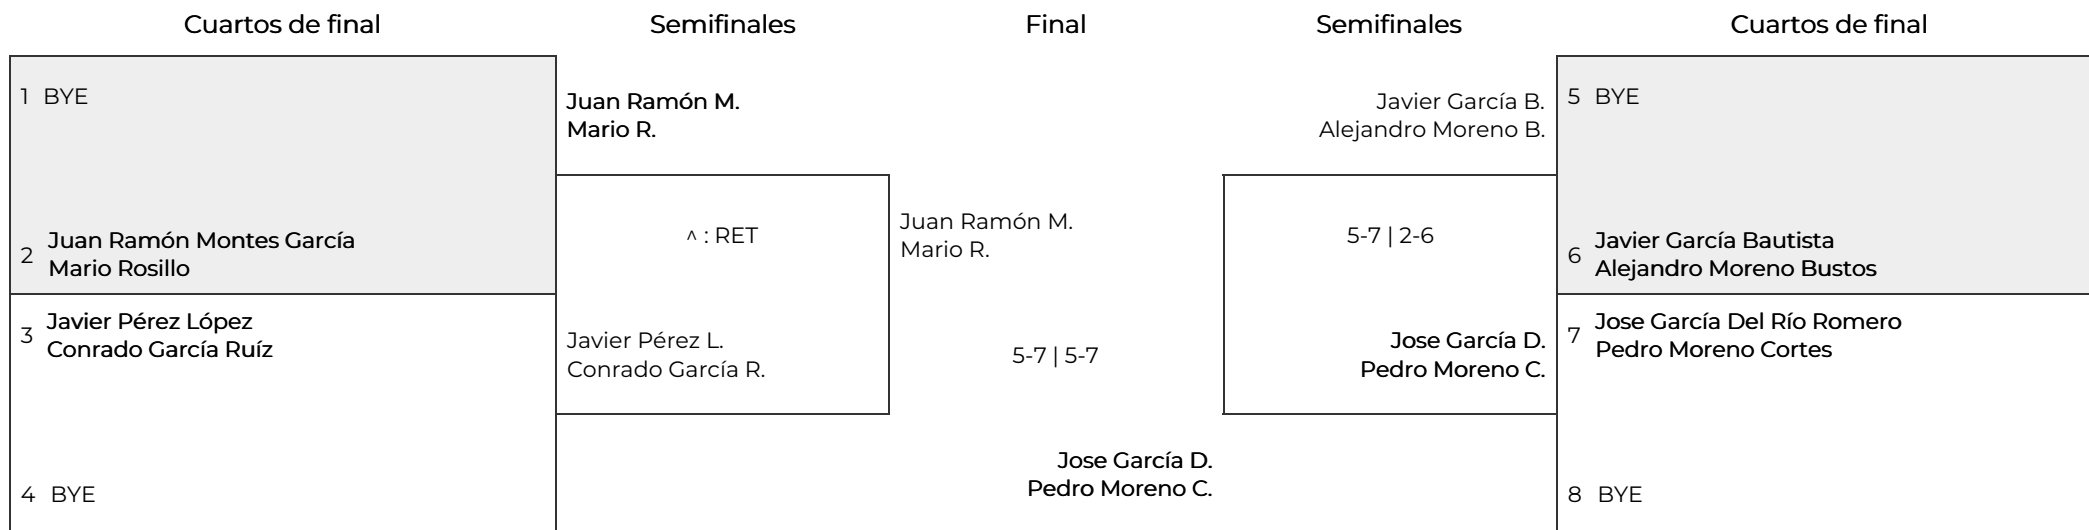 Cuartos de final
Semifinales
Final
Semifinales
Cuartos de final
1 BYE
2 Juan Ramón Montes García
Mario Rosillo
3 Javier Pérez López
Conrado García Ruíz
4 BYE
Juan Ramón M.
Mario R.
^ : RET
Javier Pérez L.
Conrado García R.
Juan Ramón M.
Mario R.
5-7 | 5-7
Jose García D.
Pedro Moreno C.
Javier García B.
Alejandro Moreno B.
5-7 | 2-6
Jose García D.
Pedro Moreno C.
5 BYE
6 Javier García Bautista
Alejandro Moreno Bustos
7 Jose García Del Río Romero
Pedro Moreno Cortes
8 BYE